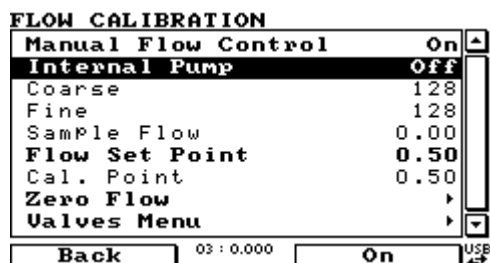 FLOW CALIBRATION
Manual Flow Control On
Internal Pump Off
Coarse 128
Fine 128
Sample Flow 0.00
Flow Set Point 0.50
Cal. Point 0.50
Zero Flow
Valves Menu
Back 03:0.000 On USB